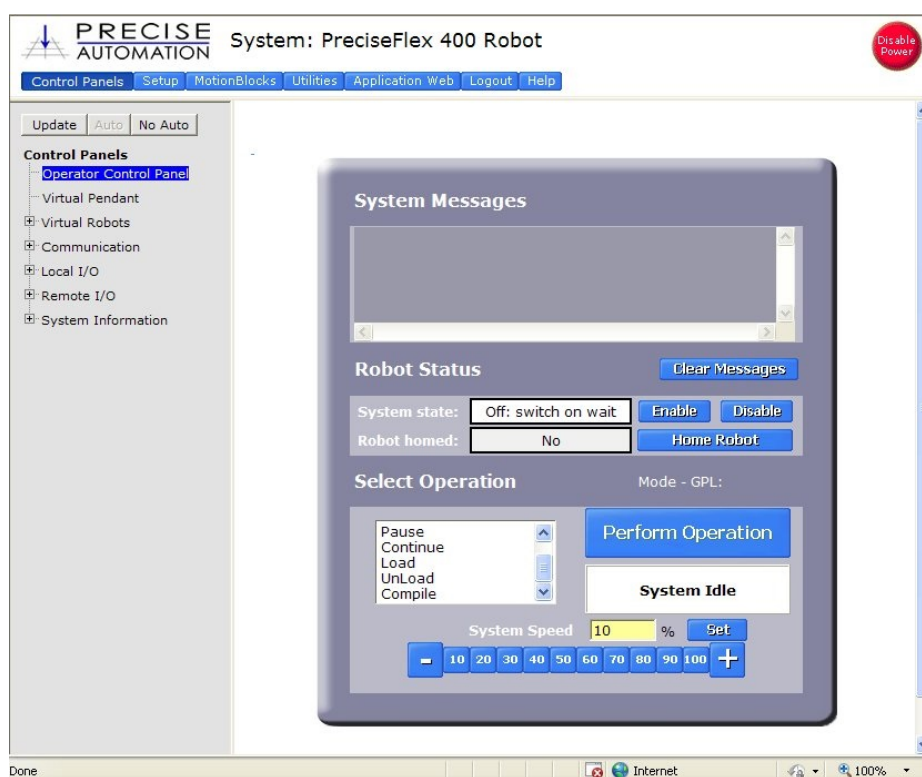 PRECISE
AUTOMATION
System: PreciseFlex 400 Robot
Disable
Power
Control Panels Setup MotionBlocks Utilities Application Web Logout Help
Update Auto No Auto
Control Panels
Operator Control Panel
Virtual Pendant
Virtual Robots
Communication
Local I/O
Remote I/O
System Information
System Messages
Robot Status
Clear Messages
System state: Off: switch on wait Enable Disable
Robot homed: No Home Robot
Select Operation
Mode - GPL:
Pause
Continue
Load
UnLoad
Compile
Perform Operation
System Idle
System Speed 10 % Set
- 10 20 30 40 50 60 70 80 90 100 +
Done
Internet
100%